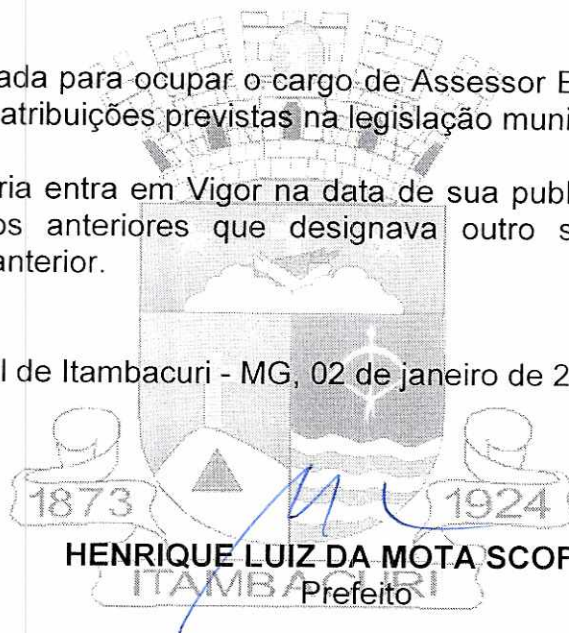 ada para ocupar o cargo de Assessor E
atribuições previstas na legislação muni
ria entra em Vigor na data de sua publ
os anteriores que designava outro s
anterior.
l de Itambacuri - MG, 02 de janeiro de 2
1873
1924
HENRIQUE LUIZ DA MOTA SCOF
ITAMBACURI
Prefeito